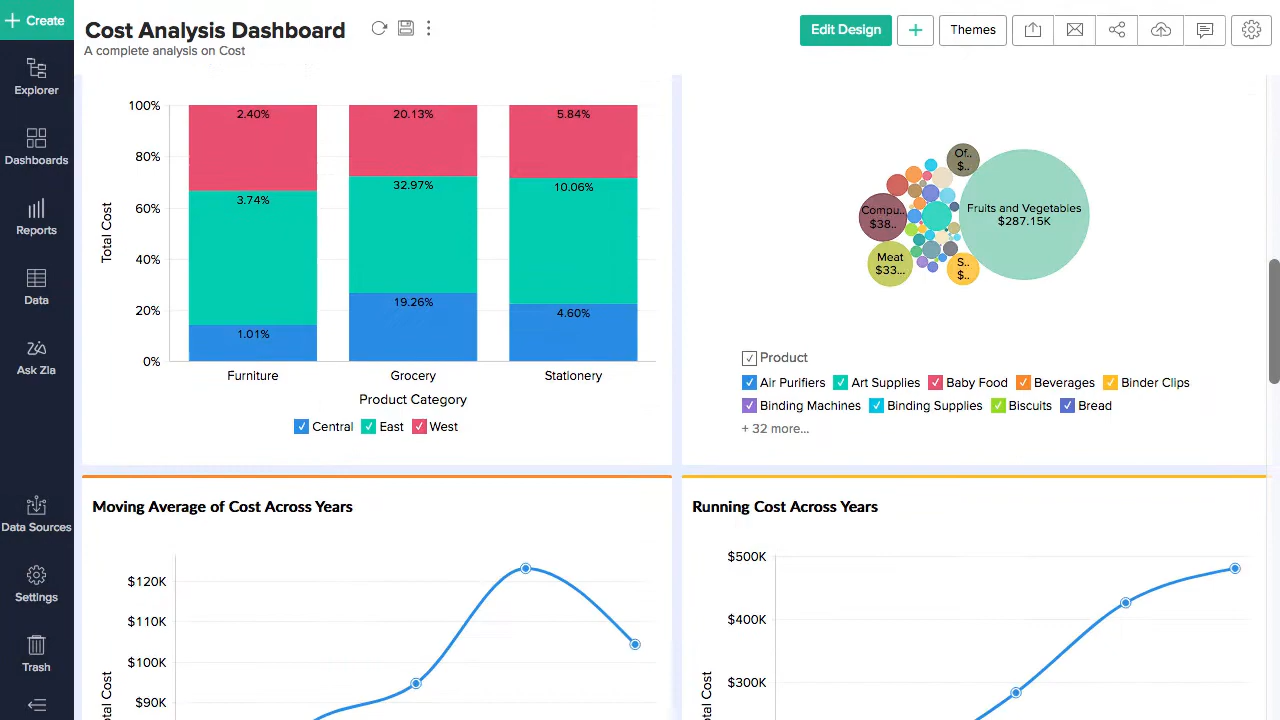 + Create
Explorer
Dashboards
Reports
Data
Ask Zia
Data Sources
Settings
Trash
Cost Analysis Dashboard
A complete analysis on Cost
Edit Design
+
Themes
Total Cost
100%
80%
60%
40%
20%
0%
2.40%
20.13%
5.84%
3.74%
32.97%
10.06%
1.01%
19.26%
4.60%
Furniture
Grocery
Stationery
Product Category
Central East West
Of..
$..
Fruits and Vegetables
$287.15K
Compu..
$38..
Meat
$33...
S..
$..
Product
Air Purifiers Art Supplies Baby Food Beverages Binder Clips
Binding Machines Binding Supplies Biscuits Bread
+ 32 more...
Moving Average of Cost Across Years
$120K
$110K
$100K
$90K
otal Cost
Running Cost Across Years
$500K
$400K
$300K
otal Cost